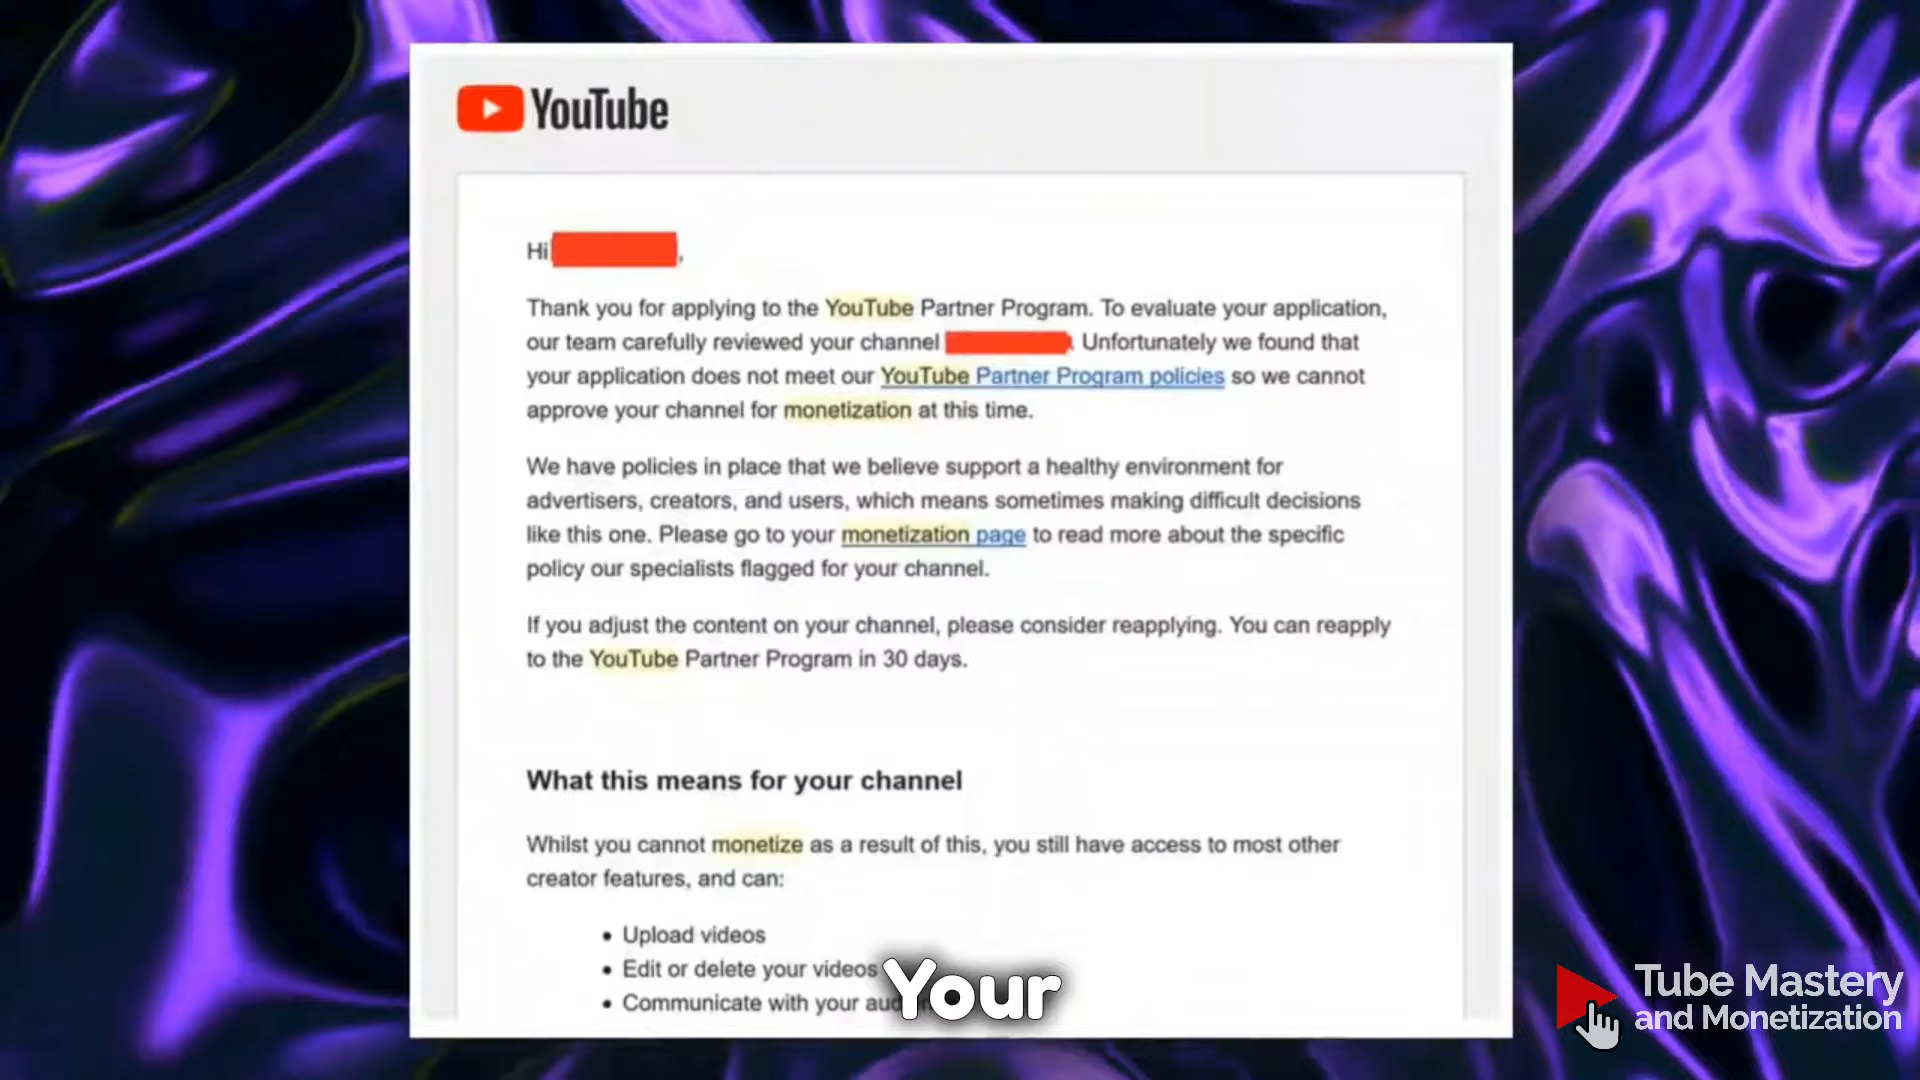 YouTube
Hi ,
Thank you for applying to the YouTube Partner Program. To evaluate your application,
our team carefully reviewed your channel . Unfortunately we found that
your application does not meet our YouTube Partner Program policies so we cannot
approve your channel for monetization at this time.
We have policies in place that we believe support a healthy environment for
advertisers, creators, and users, which means sometimes making difficult decisions
like this one. Please go to your monetization page to read more about the specific
policy our specialists flagged for your channel.
If you adjust the content on your channel, please consider reapplying. You can reapply
to the YouTube Partner Program in 30 days.
What this means for your channel
Whilst you cannot monetize as a result of this, you still have access to most other
creator features, and can:
• Upload videos
• Edit or delete your videos
• Communicate with your
Your
Tube Mastery
and Monetization